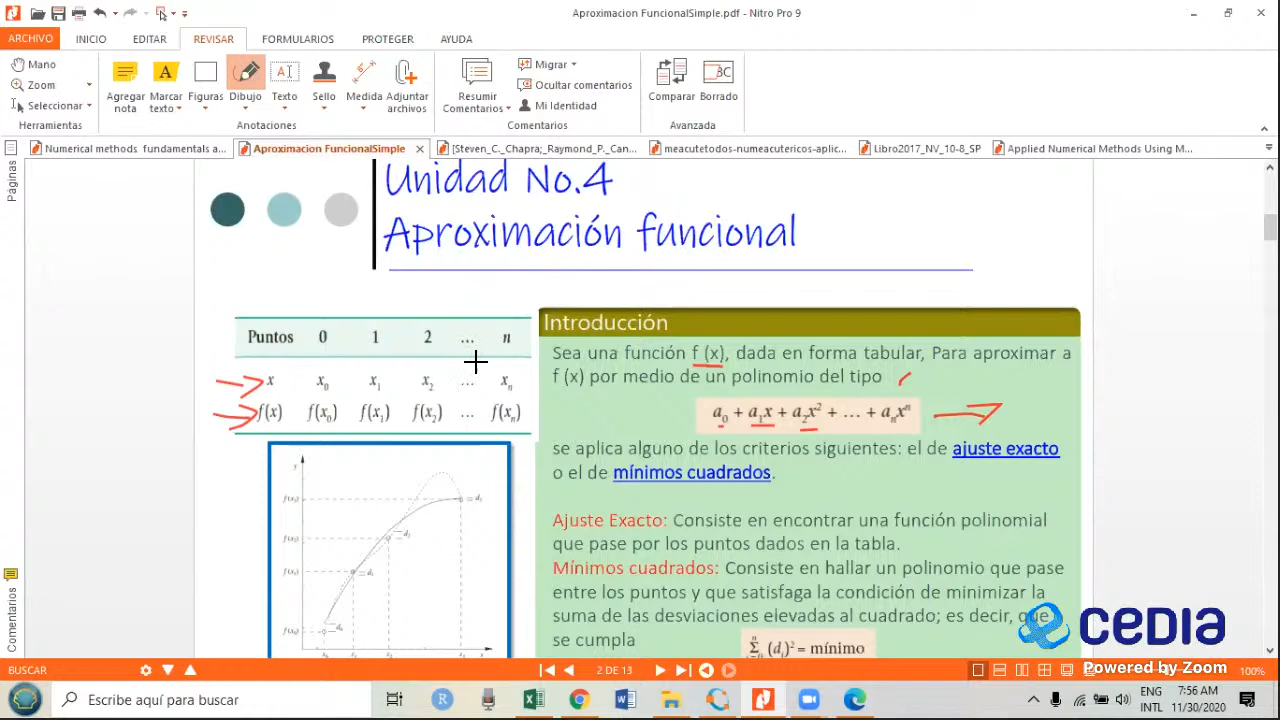 Aproximacion FuncionalSimple.pdf - Nitro Pro 9
ARCHIVO INICIO EDITAR REVISAR FORMULARIOS PROTEGER AYUDA
Mano
Zoom
Seleccionar
Herramientas
Agregar nota
Marcar texto
Figuras
Dibujo
Texto
Sello
Medida
Adjuntar archivos
Anotaciones
Resumir Comentarios
Migrar
Ocultar comentarios
Mi Identidad
Comentarios
Comparar
Borrado
Avanzada
Numerical methods fundamentals a...
Aproximacion FuncionalSimple
[Steven_C._Chapra;_Raymond_P._Can...
meacutetodos-numeacutericos-aplic...
Libro2017_NV_10-8_SP
Applied Numerical Methods Using M...
Páginas
Comentarios
Unidad No.4
Aproximación funcional
Puntos 0 1 2 ... n
x x₀ x₁ x₂ ... xₙ
f(x) f(x₀) f(x₁) f(x₂) ... f(xₙ)
Introducción
Sea una función f (x), dada en forma tabular, Para aproximar a
f (x) por medio de un polinomio del tipo
a₀ + a₁x + a₂x² + ... + aₙxⁿ
se aplica alguno de los criterios siguientes: el de ajuste exacto
o el de mínimos cuadrados.
Ajuste Exacto: Consiste en encontrar una función polinomial
que pase por los puntos dados en la tabla.
Mínimos cuadrados: Consiste en hallar un polinomio que pase
entre los puntos y que satisfaga la condición de minimizar la
suma de las desviaciones elevadas al cuadrado; es decir, que
se cumpla
(dᵢ)² = mínimo
cedia
Powered by Zoom
BUSCAR
2 DE 13
100%
Escribe aquí para buscar
ENG
INTL
7:56 AM
11/30/2020